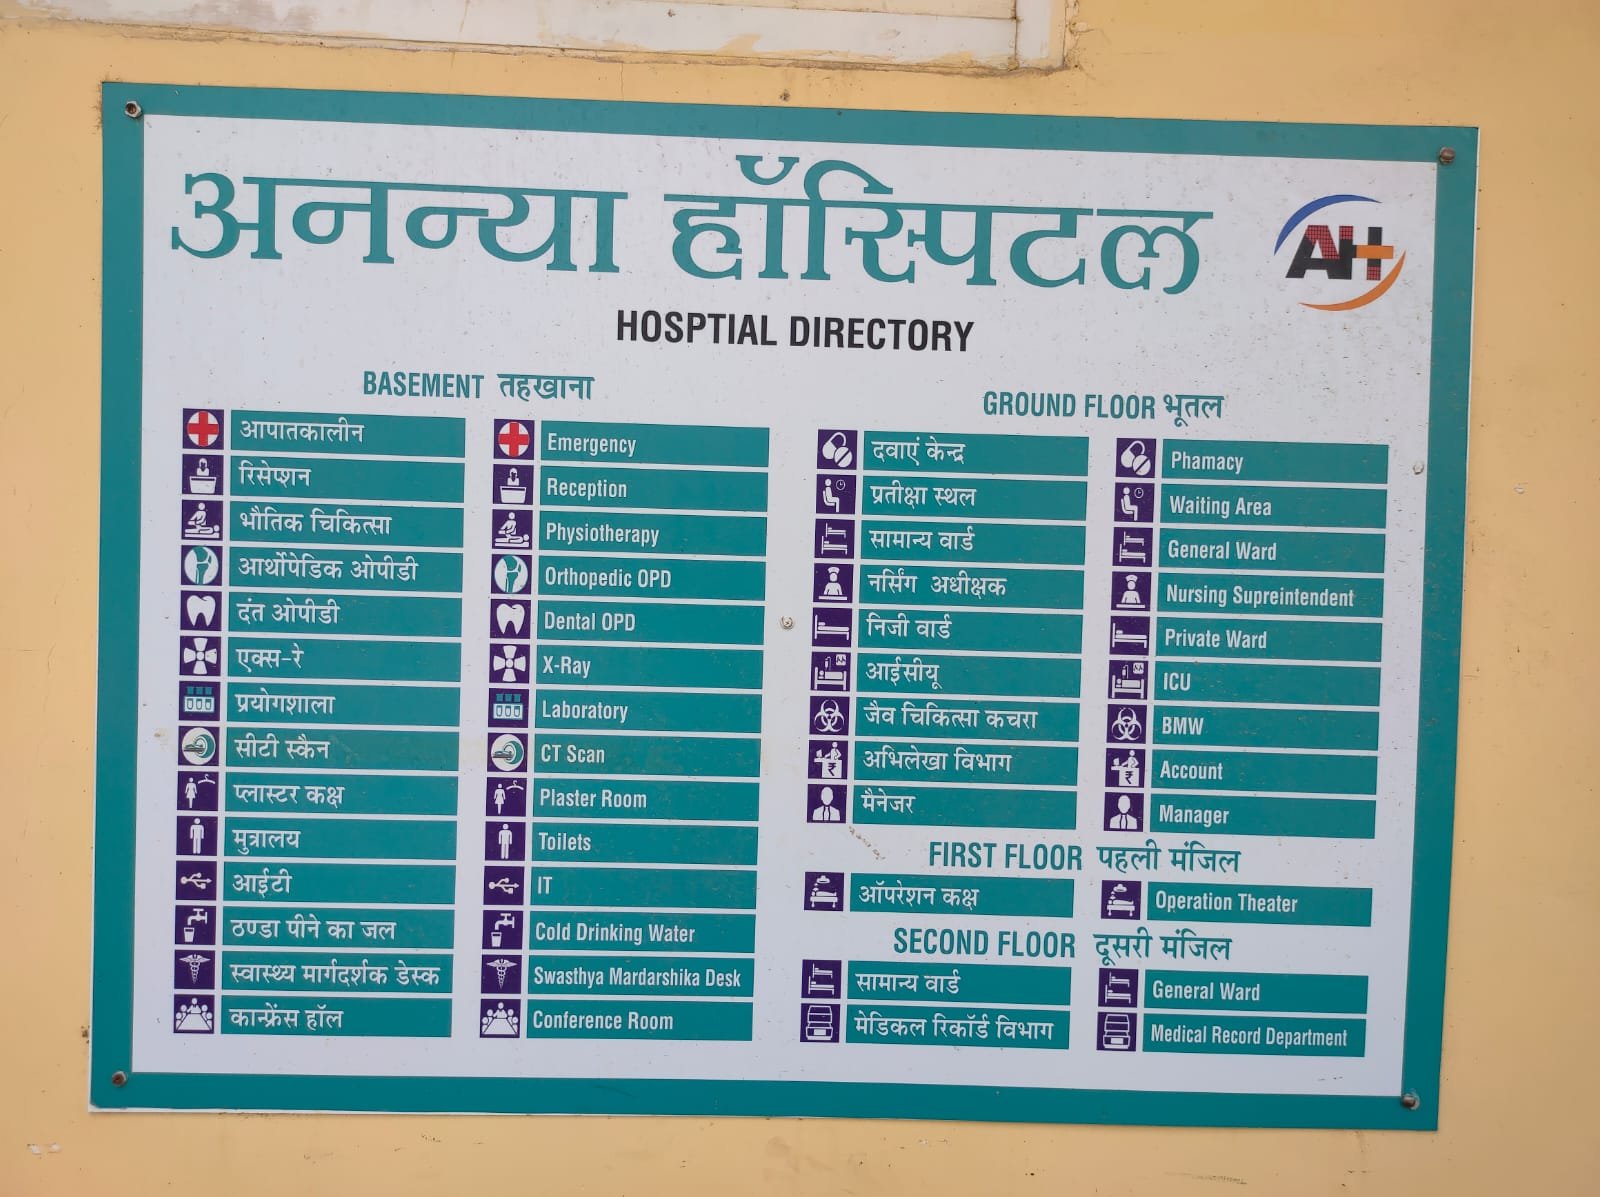 अनन्या हॉस्पिटल
AH
HOSPTIAL DIRECTORY
BASEMENT तहखाना
आपातकालीन Emergency
रिसेप्शन Reception
भौतिक चिकित्सा Physiotherapy
आर्थोपेडिक ओपीडी Orthopedic OPD
दंत ओपीडी Dental OPD
एक्स-रे X-Ray
प्रयोगशाला Laboratory
सीटी स्कैन CT Scan
प्लास्टर कक्ष Plaster Room
मुत्रालय Toilets
आईटी IT
ठण्डा पीने का जल Cold Drinking Water
स्वास्थ्य मार्गदर्शक डेस्क Swasthya Mardarshika Desk
कान्फ्रेंस हॉल Conference Room
GROUND FLOOR भूतल
दवाएं केन्द्र Phamacy
प्रतीक्षा स्थल Waiting Area
सामान्य वार्ड General Ward
नर्सिंग अधीक्षक Nursing Supreintendent
निजी वार्ड Private Ward
आईसीयू ICU
जैव चिकित्सा कचरा BMW
अभिलेखा विभाग Account
मैनेजर Manager
FIRST FLOOR पहली मंजिल
ऑपरेशन कक्ष Operation Theater
SECOND FLOOR दूसरी मंजिल
सामान्य वार्ड General Ward
मेडिकल रिकॉर्ड विभाग Medical Record Department